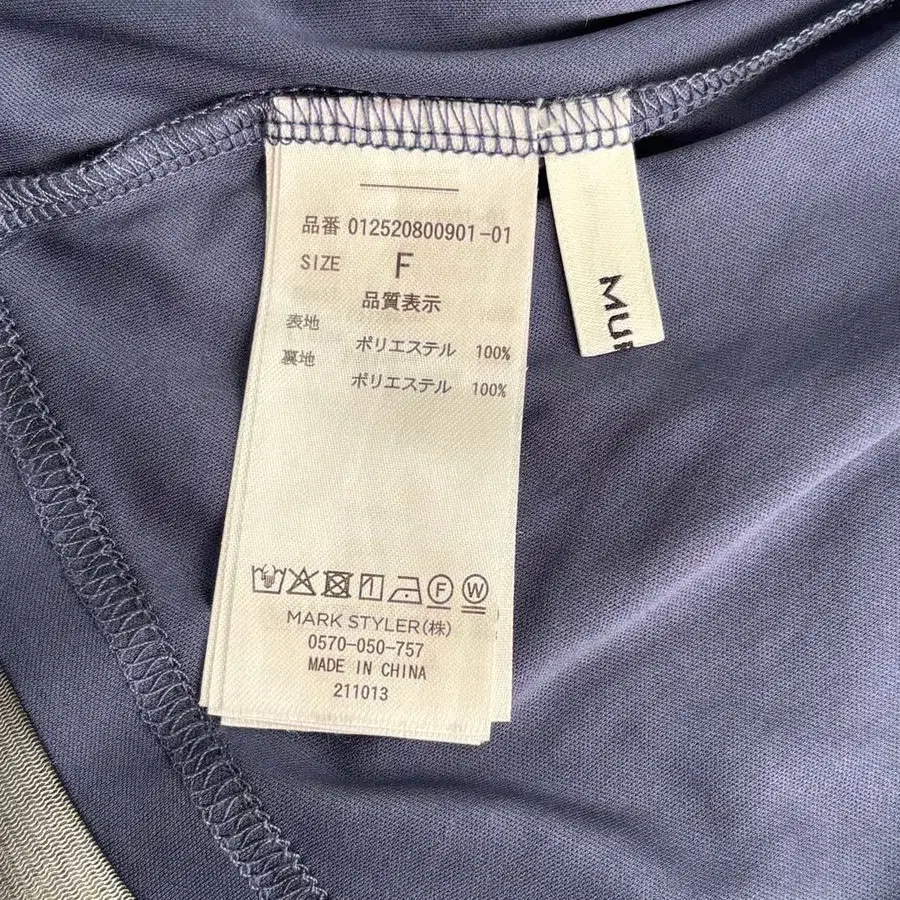 品番 012520800901-01
SIZE F
品質表示
表地 ポリエステル 100%
裏地 ポリエステル 100%
F W
MARK STYLER(株)
0570-050-757
MADE IN CHINA
211013